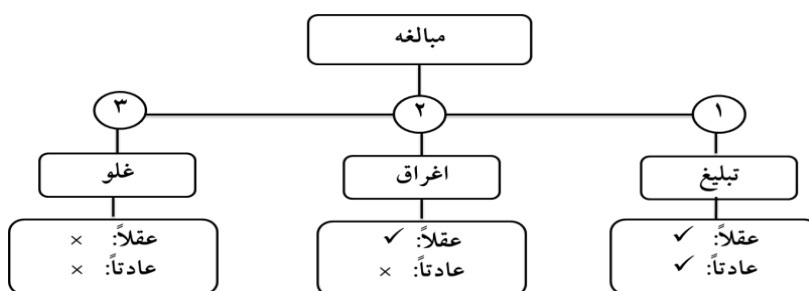 مبالغه
۱
۲
۳
تبلیغ
اغراق
غلو
عقلاً: ✓
عادتاً: ✓
عقلاً: ✓
عادتاً: ×
عقلاً: ×
عادتاً: ×